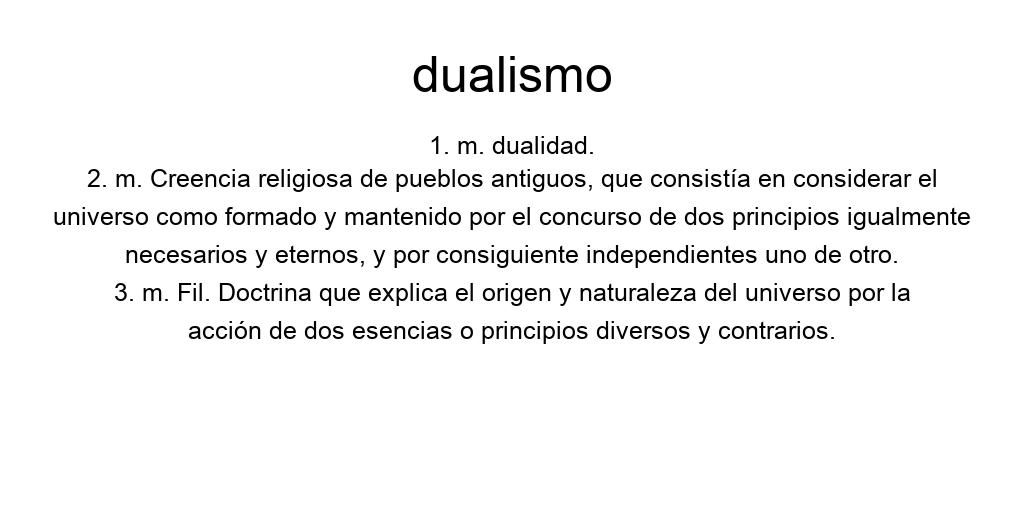 dualismo
1. m. dualidad.
2. m. Creencia religiosa de pueblos antiguos, que consistía en considerar el
universo como formado y mantenido por el concurso de dos principios igualmente
necesarios y eternos, y por consiguiente independientes uno de otro.
3. m. Fil. Doctrina que explica el origen y naturaleza del universo por la
acción de dos esencias o principios diversos y contrarios.